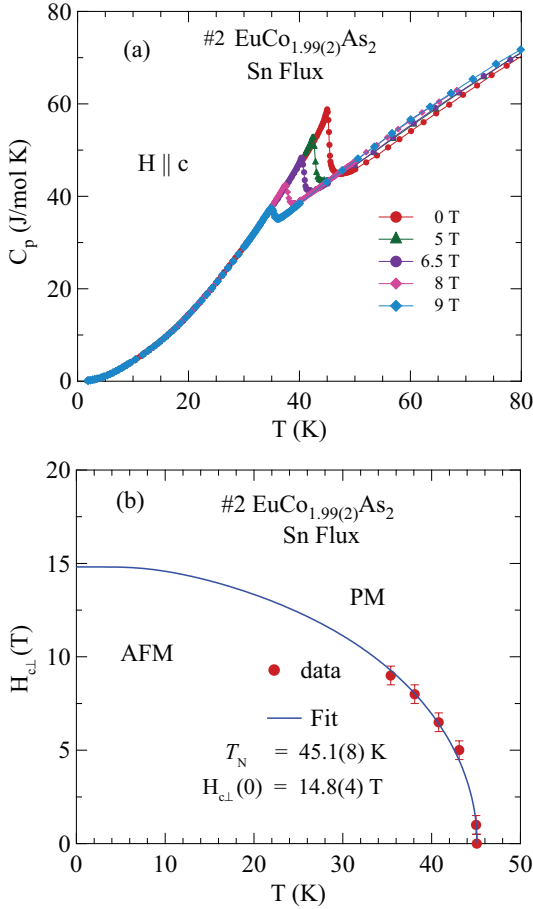 80
(a)
#2 EuCo1.99(2)As2
Sn Flux
60
H || c
40
20
0
Cp (J/mol K)
0 T
5 T
6.5 T
8 T
9 T
0 20 40 60 80
T (K)
20
(b)
#2 EuCo1.99(2)As2
Sn Flux
15
PM
AFM
10
5
0
Hc⊥(T)
data
Fit
TN = 45.1(8) K
Hc⊥(0) = 14.8(4) T
0 10 20 30 40 50
T (K)